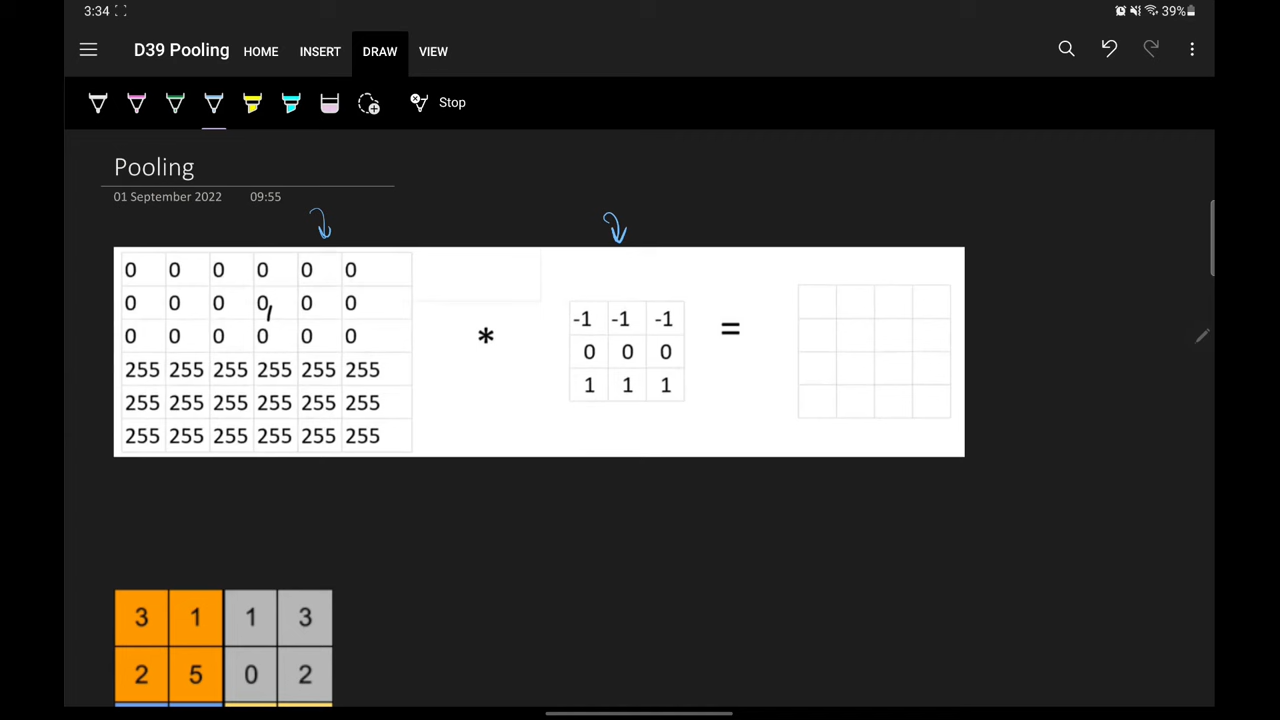 3:34 39%
D39 Pooling HOME INSERT DRAW VIEW
Stop
Pooling
01 September 2022 09:55
0 0 0 0 0 0
0 0 0 0 0 0
0 0 0 0 0 0
255 255 255 255 255 255
255 255 255 255 255 255
255 255 255 255 255 255
*
-1 -1 -1
0 0 0
1 1 1
=
3 1 1 3
2 5 0 2